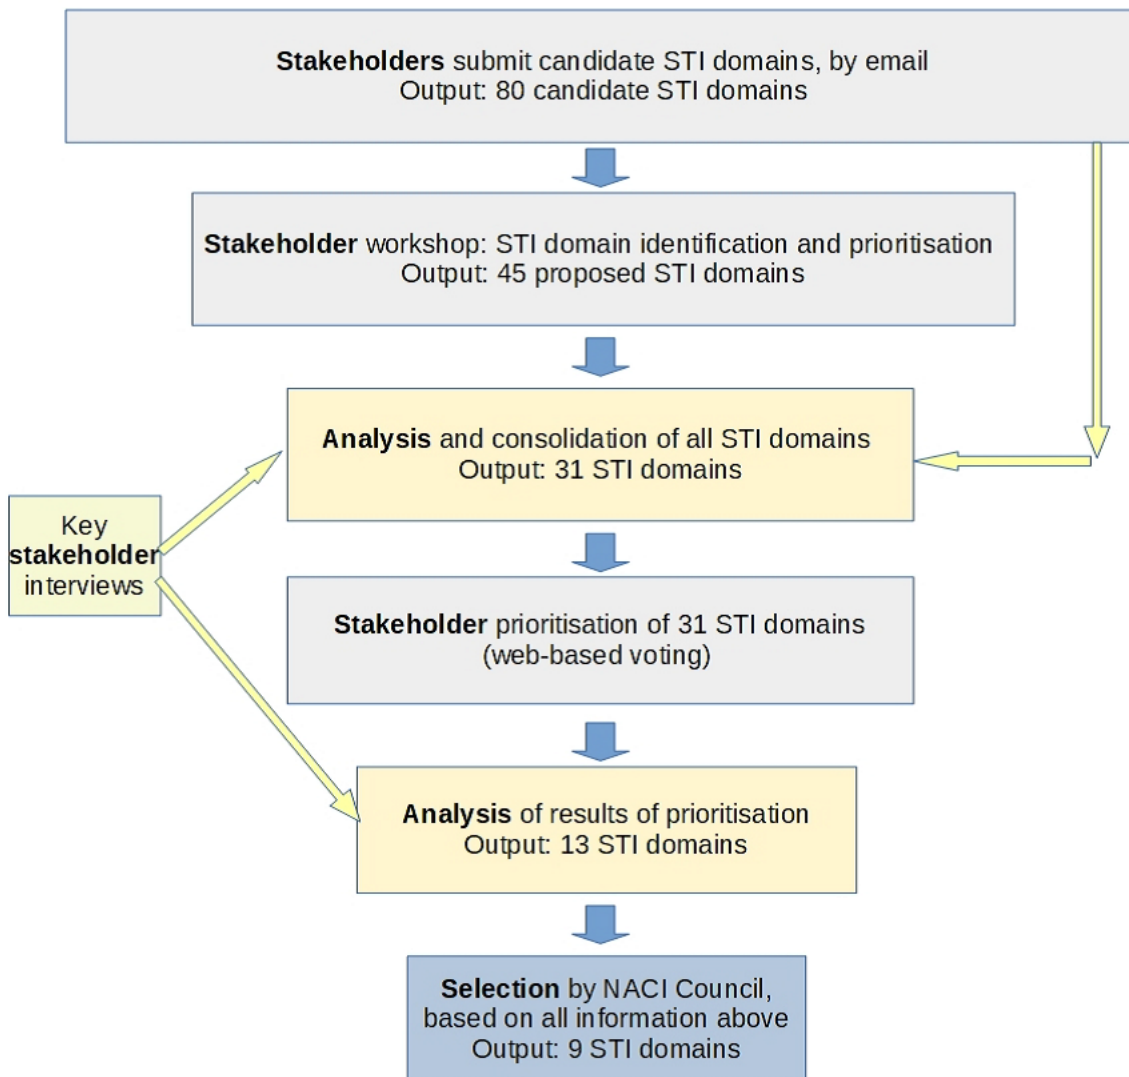 Stakeholders submit candidate STI domains, by email
Output: 80 candidate STI domains
Stakeholder workshop: STI domain identification and prioritisation
Output: 45 proposed STI domains
Analysis and consolidation of all STI domains
Output: 31 STI domains
Key
stakeholder
interviews
Stakeholder prioritisation of 31 STI domains
(web-based voting)
Analysis of results of prioritisation
Output: 13 STI domains
Selection by NACI Council,
based on all information above
Output: 9 STI domains